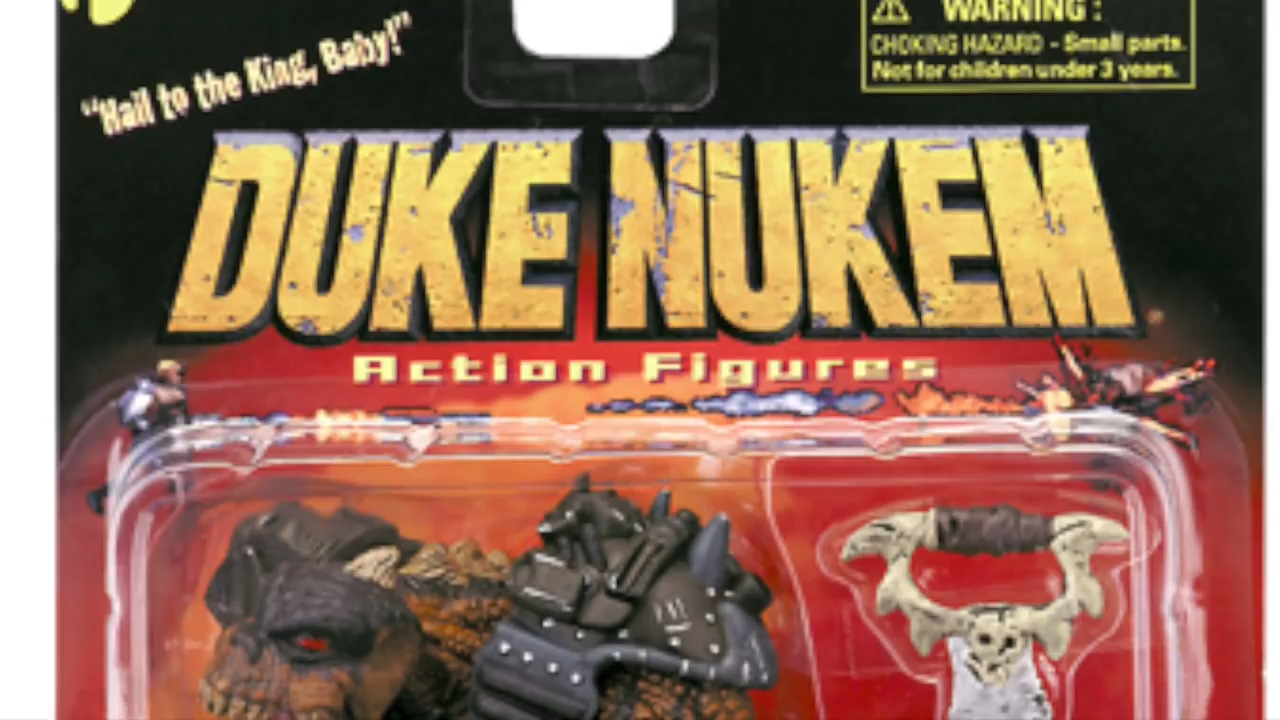 "Hail to the King, Baby!"
WARNING :
CHOKING HAZARD - Small parts.
Not for children under 3 years.
DUKE NUKEM
Action Figures